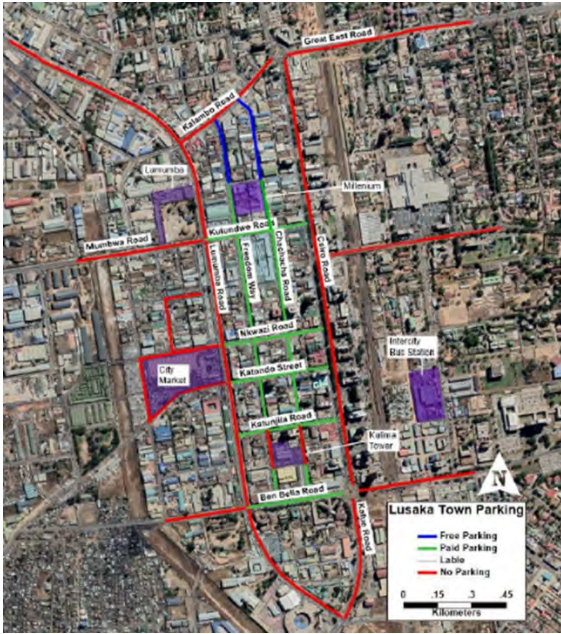 Great East Road
Kalambo Road
Lumumba
Millenium
Kulundwe Road
Mumbwa Road
Lumumba Road
Freedom Way
Chachacha Road
Cairo Road
Nkwazi Road
Intercity
Bus Station
Katondo Street
City
Market
Katunjila Road
Kelima
Tower
Ben Bella Road
Kafue Road
N
Lusaka Town Parking
Free Parking
Paid Parking
Lable
No Parking
0 .15 .3 .45
Kilometers